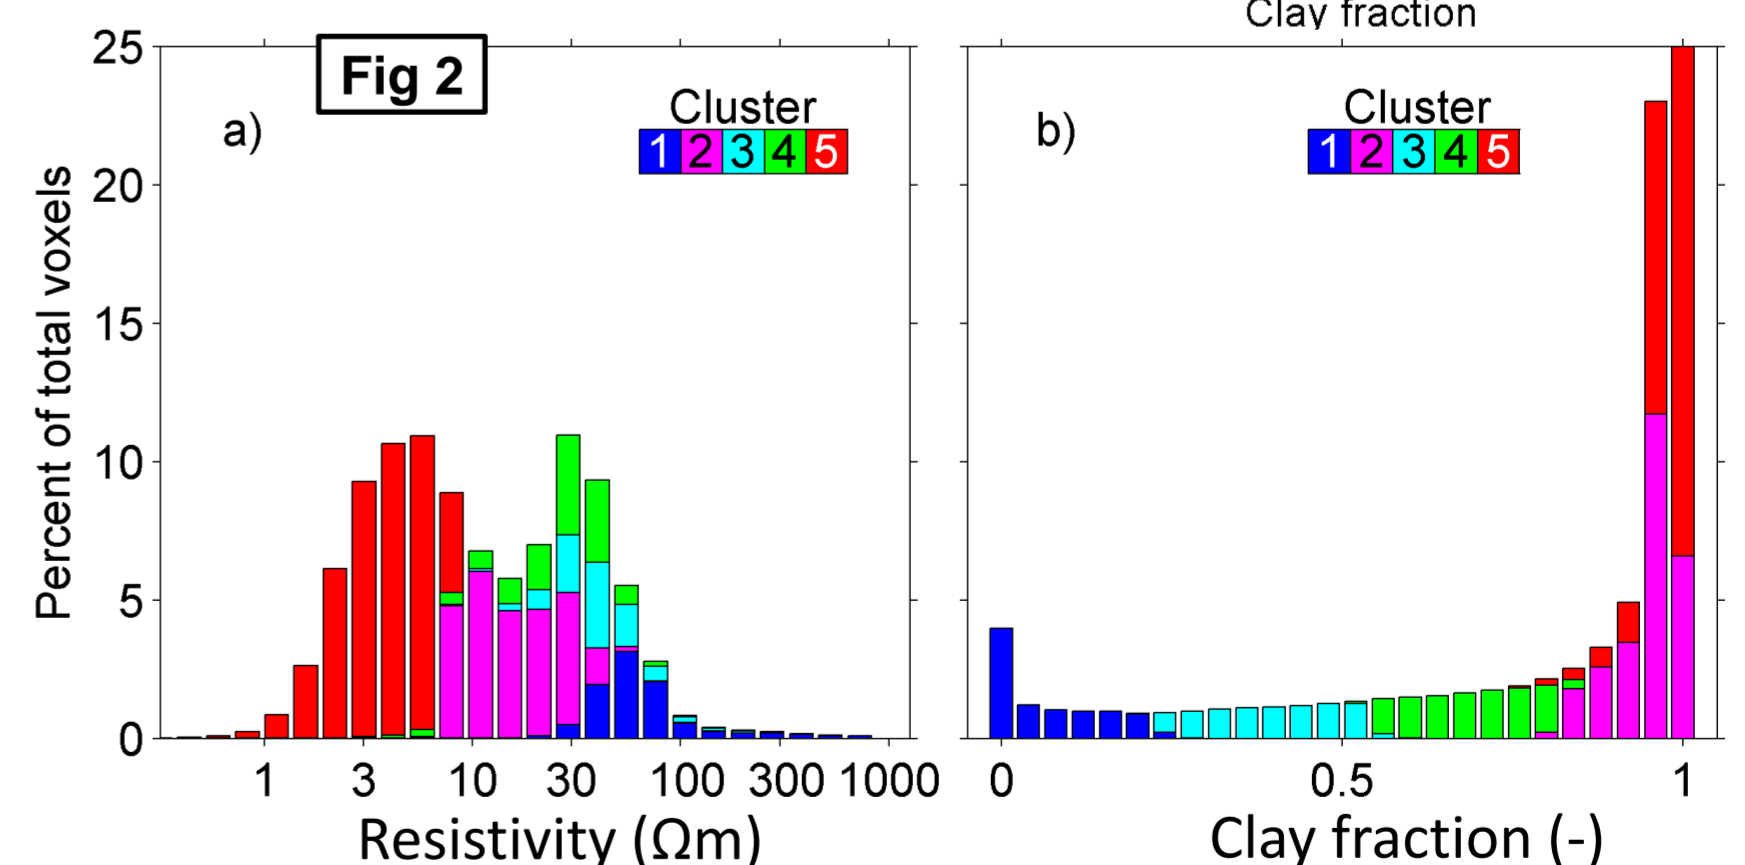 Clay fraction
Fig 2
a)
Cluster
1 2 3 4 5
b)
Cluster
1 2 3 4 5
Percent of total voxels
25
20
15
10
5
0
1 3 10 30 100 300 1000
0 0.5 1
Resistivity (Ωm)
Clay fraction (-)